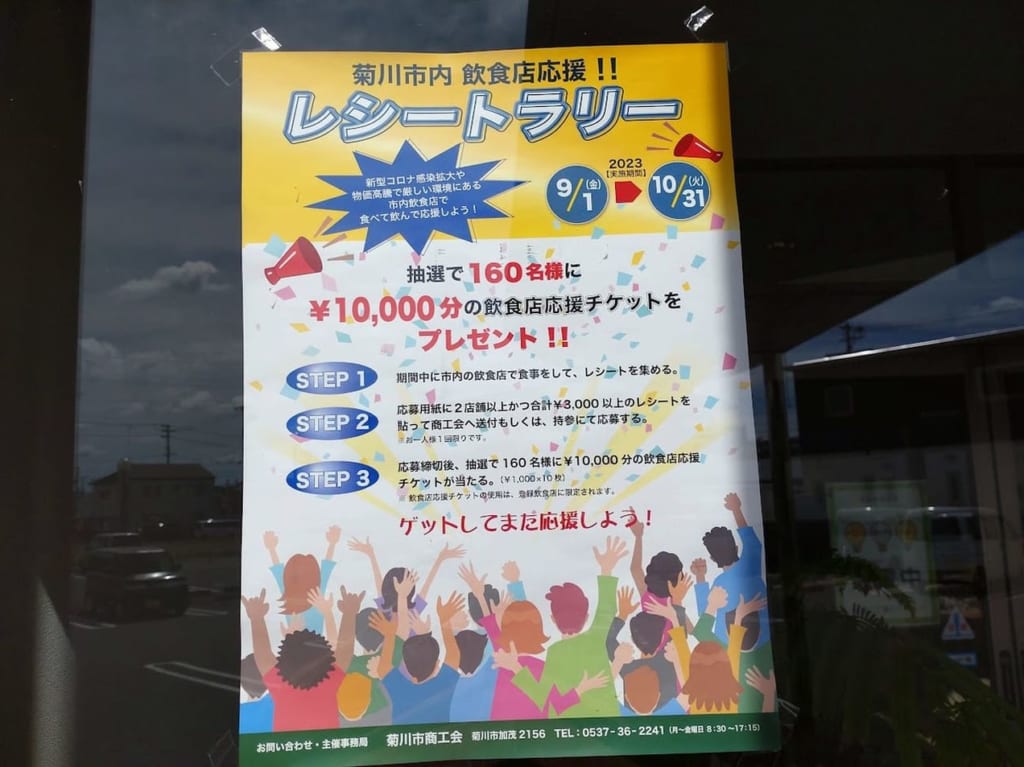 菊川市内 飲食店応援 !!
レシートラリー
新型コロナ感染拡大や
物価高騰で厳しい環境にある
市内飲食店で
食べて飲んで応援しよう！
2023
【実施期間】
9/1(金)
10/31(火)
抽選で160名様に
￥10,000分の飲食店応援チケットを
プレゼント !!
STEP 1
期間中に市内の飲食店で食事をして、レシートを集める。
STEP 2
応募用紙に２店舗以上かつ合計￥3,000以上のレシートを
貼って商工会へ送付もしくは、持参にて応募する。
※お一人様１回限りです。
STEP 3
応募締切後、抽選で160名様に￥10,000分の飲食店応援
チケットが当たる。（￥1,000×10枚）
※飲食店応援チケットの使用は、登録飲食店に限定されます。
ゲットしてまた応援しよう！
お問い合わせ・主催事務局 菊川市商工会 菊川市加茂2156 TEL：0537-36-2241（月～金曜日 8:30～17:15）